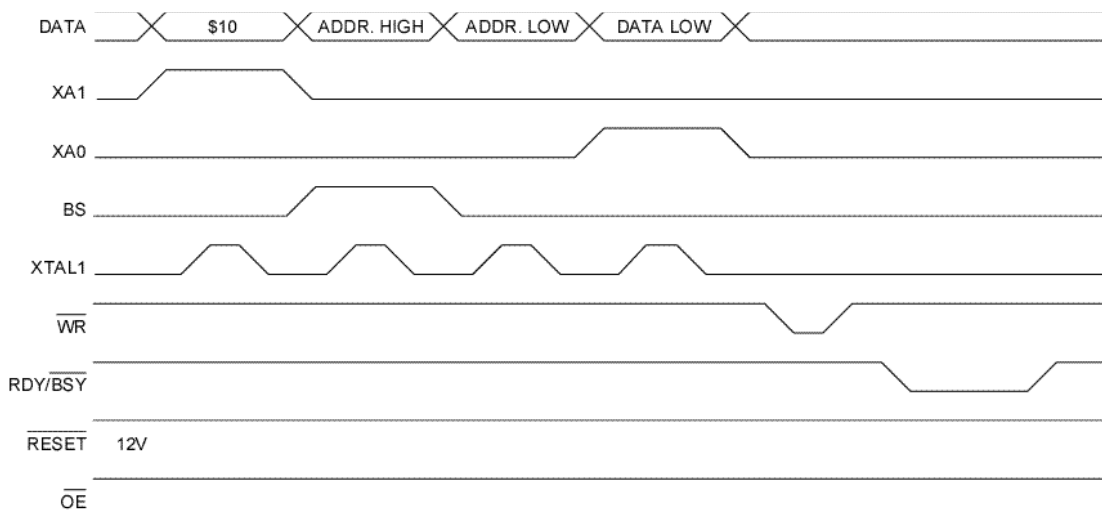 DATA $10 ADDR. HIGH ADDR. LOW DATA LOW
XA1
XA0
BS
XTAL1
WR
RDY/BSY
RESET 12V
OE